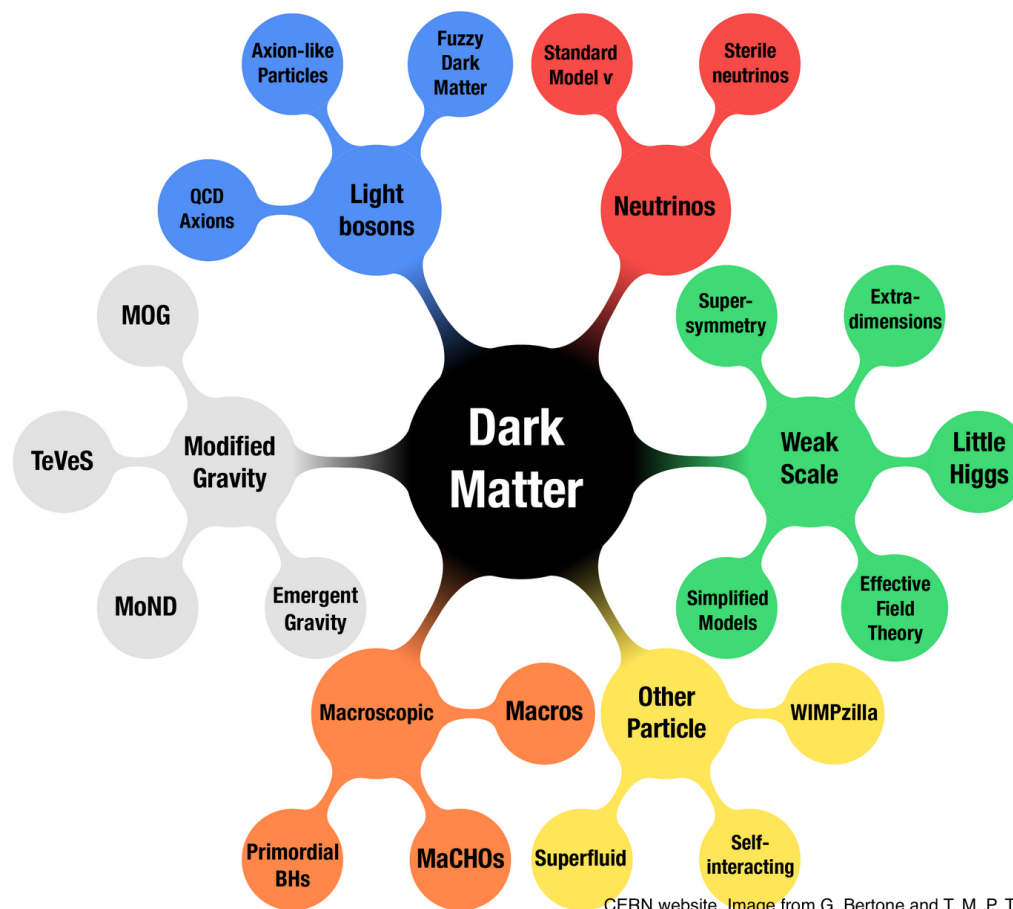 Axion-like
Particles
Fuzzy
Dark
Matter
Standard
Model ν
Sterile
neutrinos
QCD
Axions
Light
bosons
Neutrinos
MOG
Super-
symmetry
Extra-
dimensions
Dark
Matter
TeVeS
Modified
Gravity
Weak
Scale
Little
Higgs
MoND
Emergent
Gravity
Simplified
Models
Effective
Field
Theory
Macroscopic
Macros
Other
Particle
WIMPzilla
Primordial
BHs
MaCHOs
Superfluid
Self-
interacting
CERN website. Image from G. Bertone and T. M. P. T